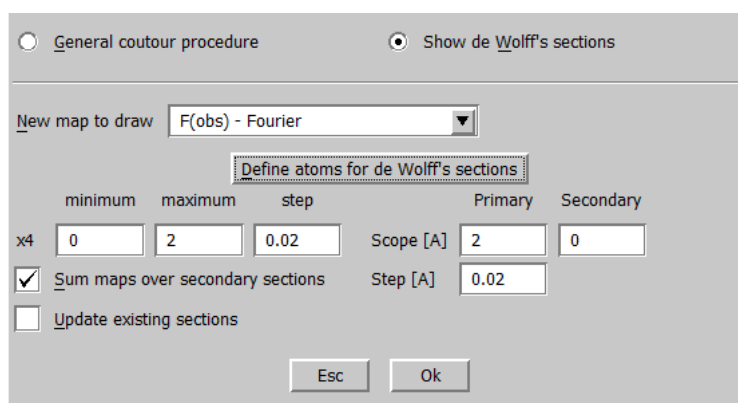 General coutour procedure Show de Wolff's sections
New map to draw F(obs) - Fourier
Define atoms for de Wolff's sections
minimum maximum step Primary Secondary
x4 0 2 0.02 Scope [A] 2 0
Sum maps over secondary sections Step [A] 0.02
Update existing sections
Esc Ok